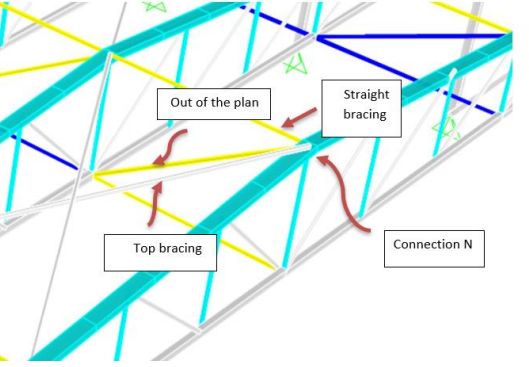 Out of the plan
Straight
bracing
Top bracing
Connection N